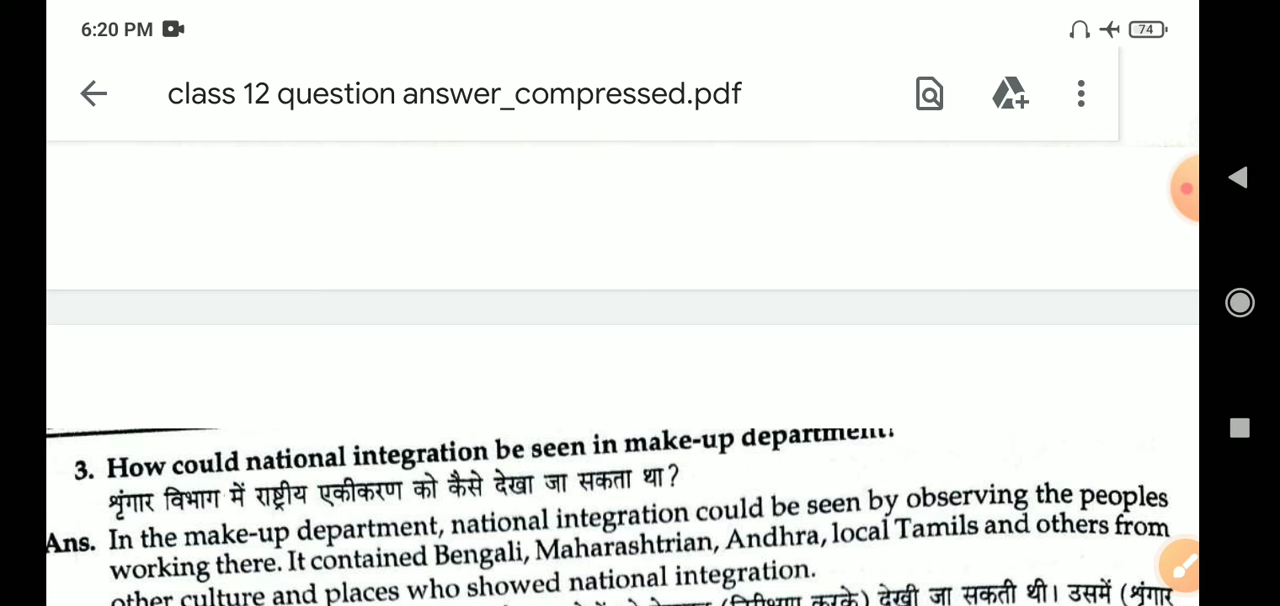 6:20 PM
74
class 12 question answer_compressed.pdf
3. How could national integration be seen in make-up department?
श्रृंगार विभाग में राष्ट्रीय एकीकरण को कैसे देखा जा सकता था?
Ans. In the make-up department, national integration could be seen by observing the peoples
working there. It contained Bengali, Maharashtrian, Andhra, local Tamils and others from
other culture and places who showed national integration.
(निरीक्षण करके) देखी जा सकती थी। उसमें (श्रृंगार